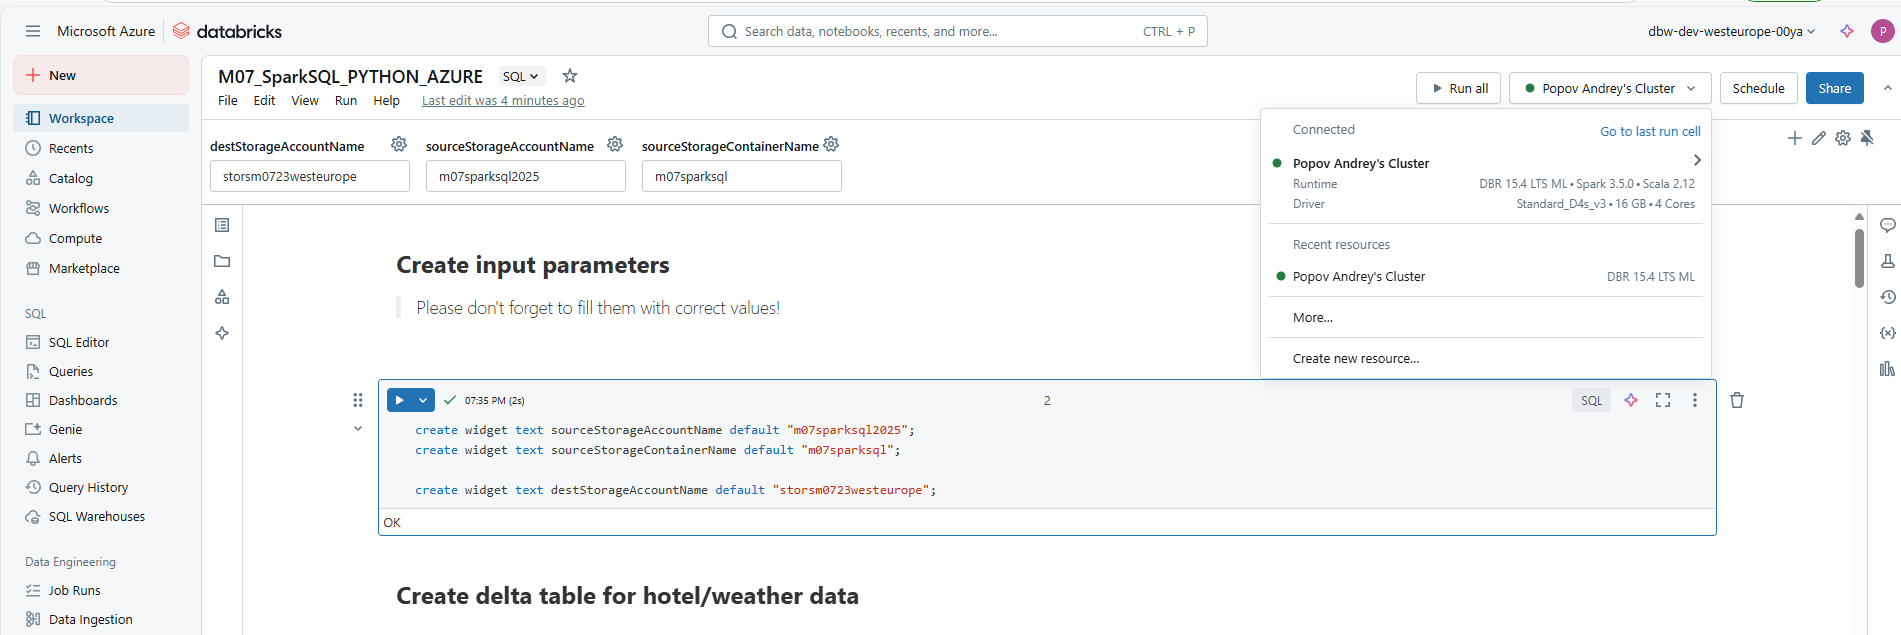 Microsoft Azure
databricks
Search data, notebooks, recents, and more...
CTRL + P
dbw-dev-westeurope-00ya
P
New
Workspace
Recents
Catalog
Workflows
Compute
Marketplace
SQL
SQL Editor
Queries
Dashboards
Genie
Alerts
Query History
SQL Warehouses
Data Engineering
Job Runs
Data Ingestion
M07_SparkSQL_PYTHON_AZURE
SQL
File Edit View Run Help Last edit was 4 minutes ago
Run all
Popov Andrey's Cluster
Schedule
Share
destStorageAccountName
storsm0723westeurope
sourceStorageAccountName
m07sparksql2025
sourceStorageContainerName
m07sparksql
Connected
Go to last run cell
Popov Andrey's Cluster
Runtime DBR 15.4 LTS ML • Spark 3.5.0 • Scala 2.12
Driver Standard_D4s_v3 • 16 GB • 4 Cores
Recent resources
Popov Andrey's Cluster DBR 15.4 LTS ML
More...
Create new resource...
Create input parameters
Please don't forget to fill them with correct values!
07:35 PM (2s)
2
SQL
create widget text sourceStorageAccountName default "m07sparksql2025";
create widget text sourceStorageContainerName default "m07sparksql";
create widget text destStorageAccountName default "storsm0723westeurope";
OK
Create delta table for hotel/weather data